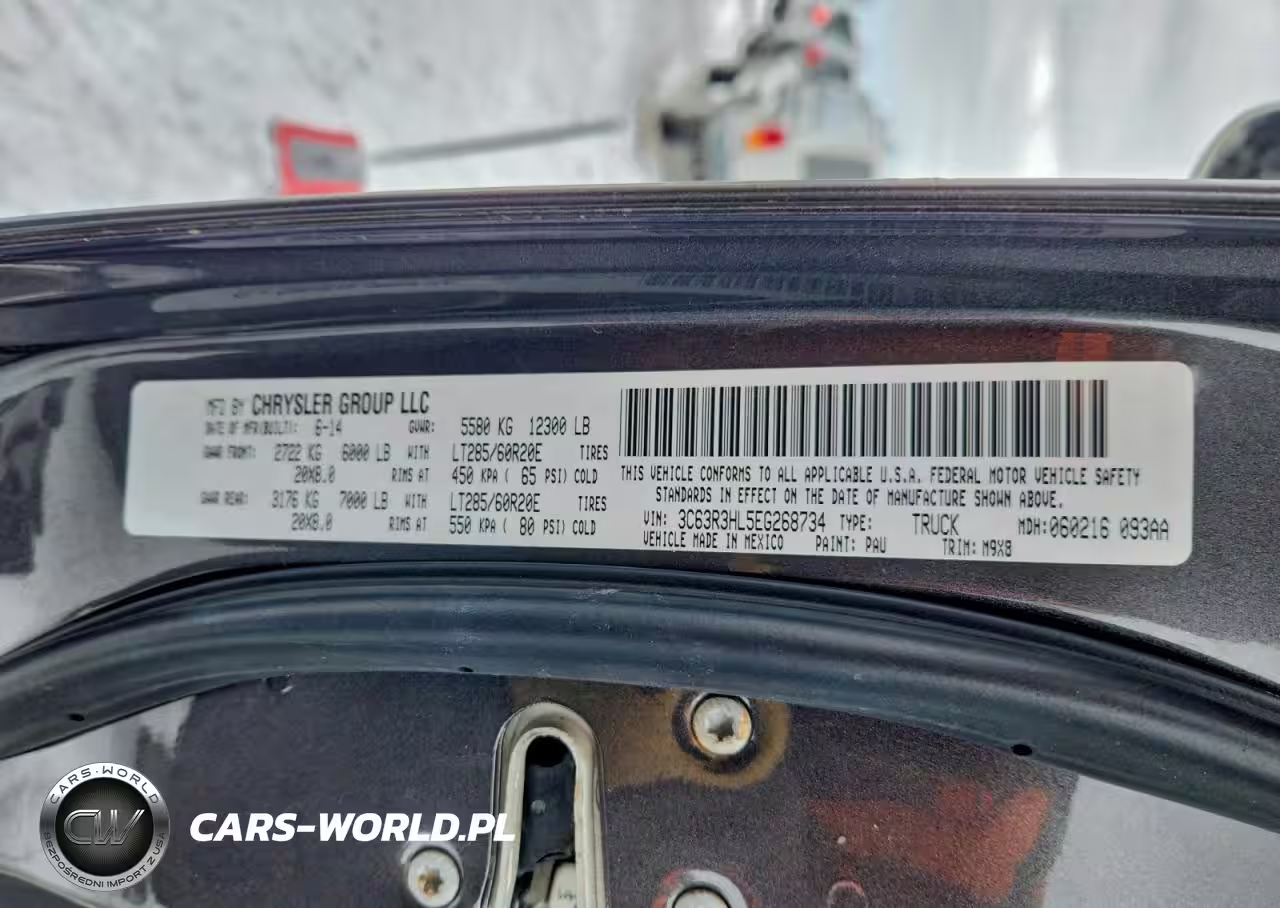 MFD BY CHRYSLER GROUP LLC
DATE OF MFR(BUILT): 6-14 GVWR: 5580 KG 12300 LB
GAWR FRONT: 2722 KG 6000 LB WITH LT285/60R20E TIRES
20X8.0 RIMS AT 450 KPA ( 65 PSI) COLD
GAWR REAR: 3176 KG 7000 LB WITH LT285/60R20E TIRES
20X8.0 RIMS AT 550 KPA ( 80 PSI) COLD
THIS VEHICLE CONFORMS TO ALL APPLICABLE U.S.A. FEDERAL MOTOR VEHICLE SAFETY
STANDARDS IN EFFECT ON THE DATE OF MANUFACTURE SHOWN ABOVE.
VIN: 3C63R3HL5EG268734 TYPE: TRUCK MDH:060216 093AA
VEHICLE MADE IN MEXICO PAINT: PAU TRIM: M9X8
CARS-WORLD
CW
BEZPOŚREDNI IMPORT Z USA
CARS-WORLD.PL